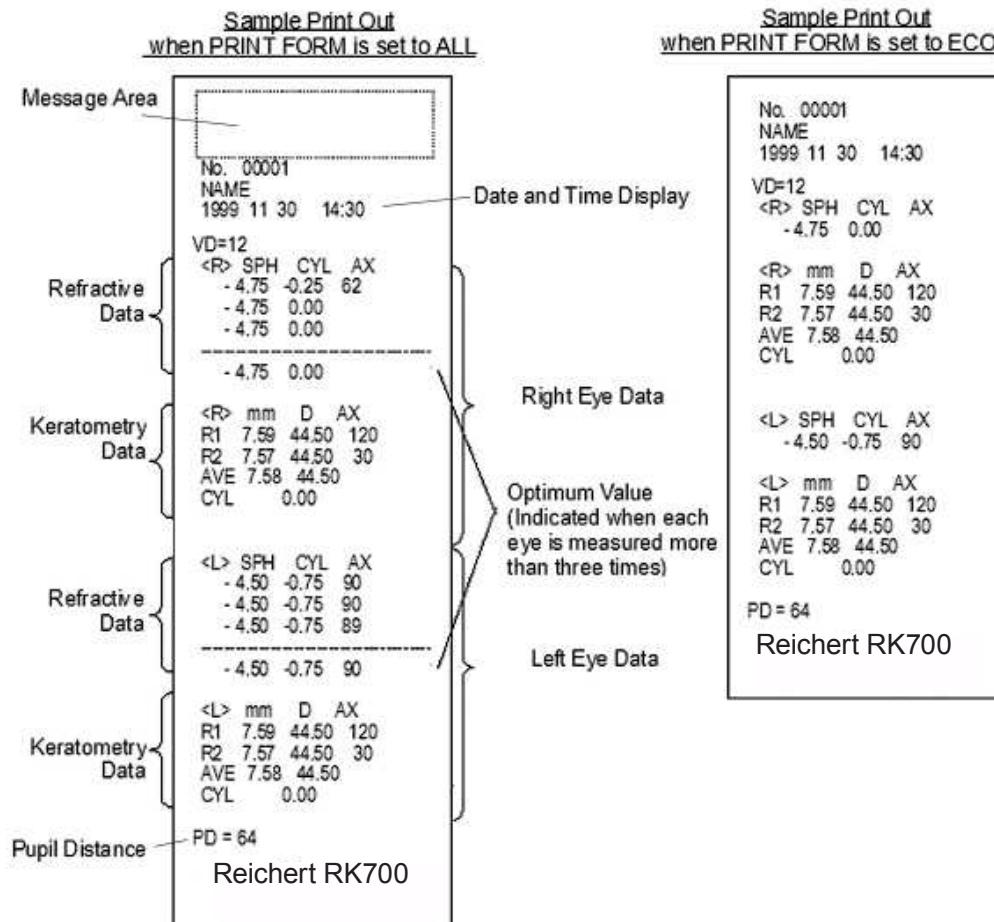 Sample Print Out
when PRINT FORM is set to ALL
Message Area
No. 00001
NAME
1999 11 30 14:30
Date and Time Display
VD=12
Refractive
Data
<R> SPH CYL AX
- 4.75 -0.25 62
- 4.75 0.00
- 4.75 0.00
- 4.75 0.00
Right Eye Data
Keratometry
Data
<R> mm D AX
R1 7.59 44.50 120
R2 7.57 44.50 30
AVE 7.58 44.50
CYL 0.00
Optimum Value
(Indicated when each
eye is measured more
than three times)
Refractive
Data
<L> SPH CYL AX
- 4.50 -0.75 90
- 4.50 -0.75 90
- 4.50 -0.75 89
- 4.50 -0.75 90
Left Eye Data
Keratometry
Data
<L> mm D AX
R1 7.59 44.50 120
R2 7.57 44.50 30
AVE 7.58 44.50
CYL 0.00
Pupil Distance
PD = 64
Reichert RK700
Sample Print Out
when PRINT FORM is set to ECO
No. 00001
NAME
1999 11 30 14:30
VD=12
<R> SPH CYL AX
- 4.75 0.00
<R> mm D AX
R1 7.59 44.50 120
R2 7.57 44.50 30
AVE 7.58 44.50
CYL 0.00
<L> SPH CYL AX
- 4.50 -0.75 90
<L> mm D AX
R1 7.59 44.50 120
R2 7.57 44.50 30
AVE 7.58 44.50
CYL 0.00
PD = 64
Reichert RK700